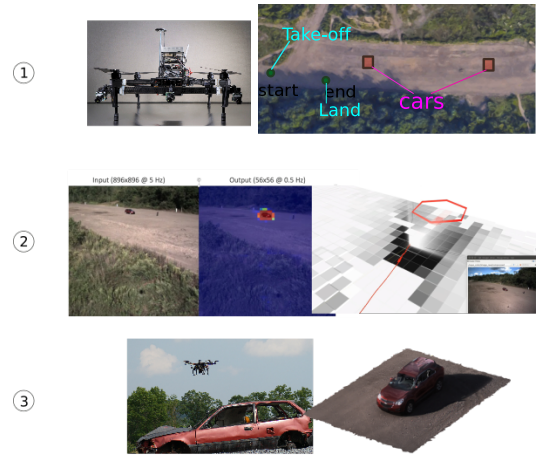 1
Take-off
start
end
Land
cars
2
Input (896x896 @ 5 Hz)
Output (56x56 @ 0.5 Hz)
3